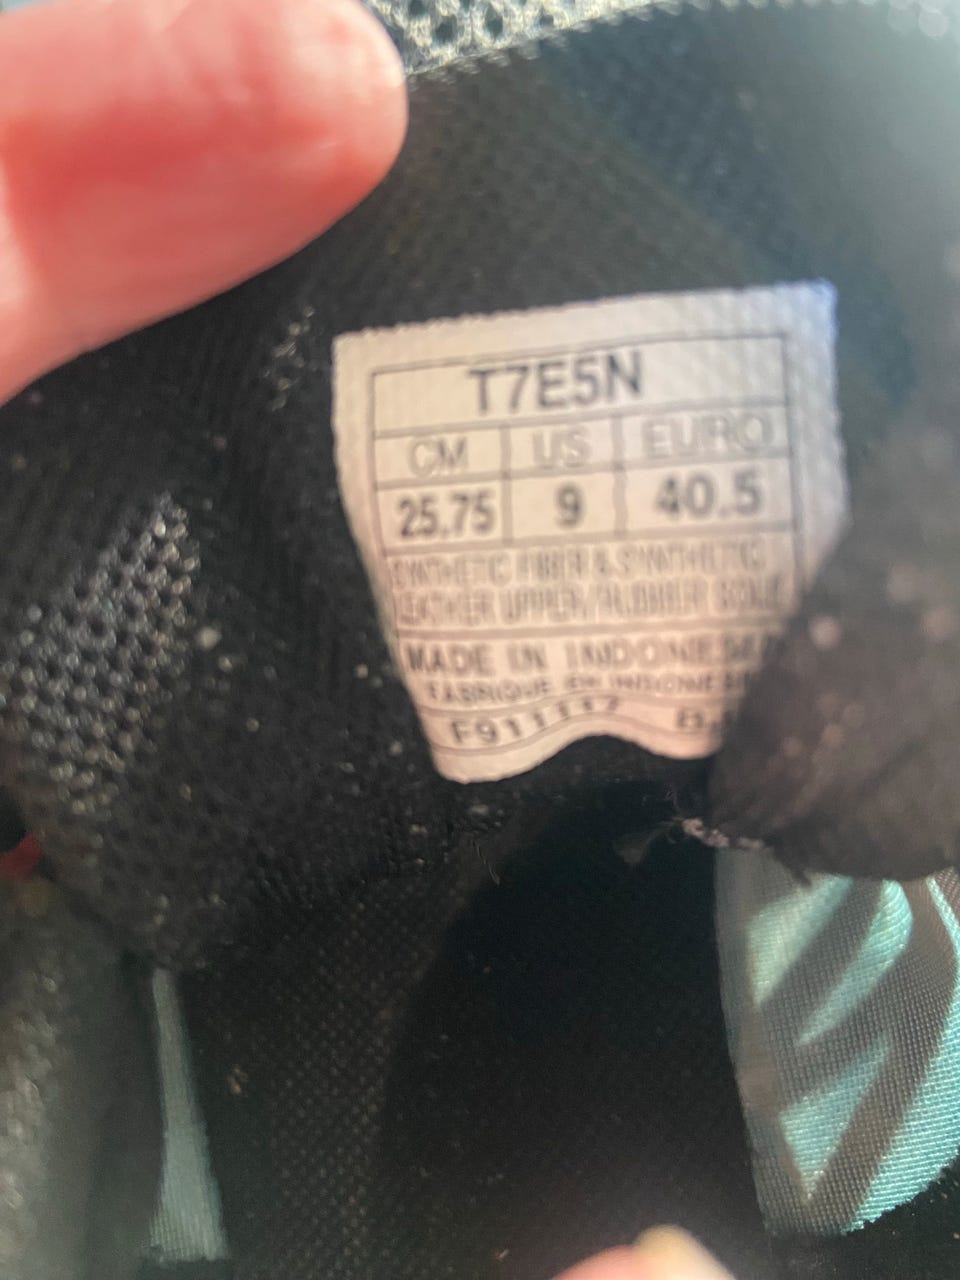 T7E5N
CM US EURO
25.75 9 40.5
SYNTHETIC FIBER & SYNTHETIC
LEATHER UPPER/RUBBER SOLE
MADE IN INDONESIA
FABRIQUE EN INDONESIE